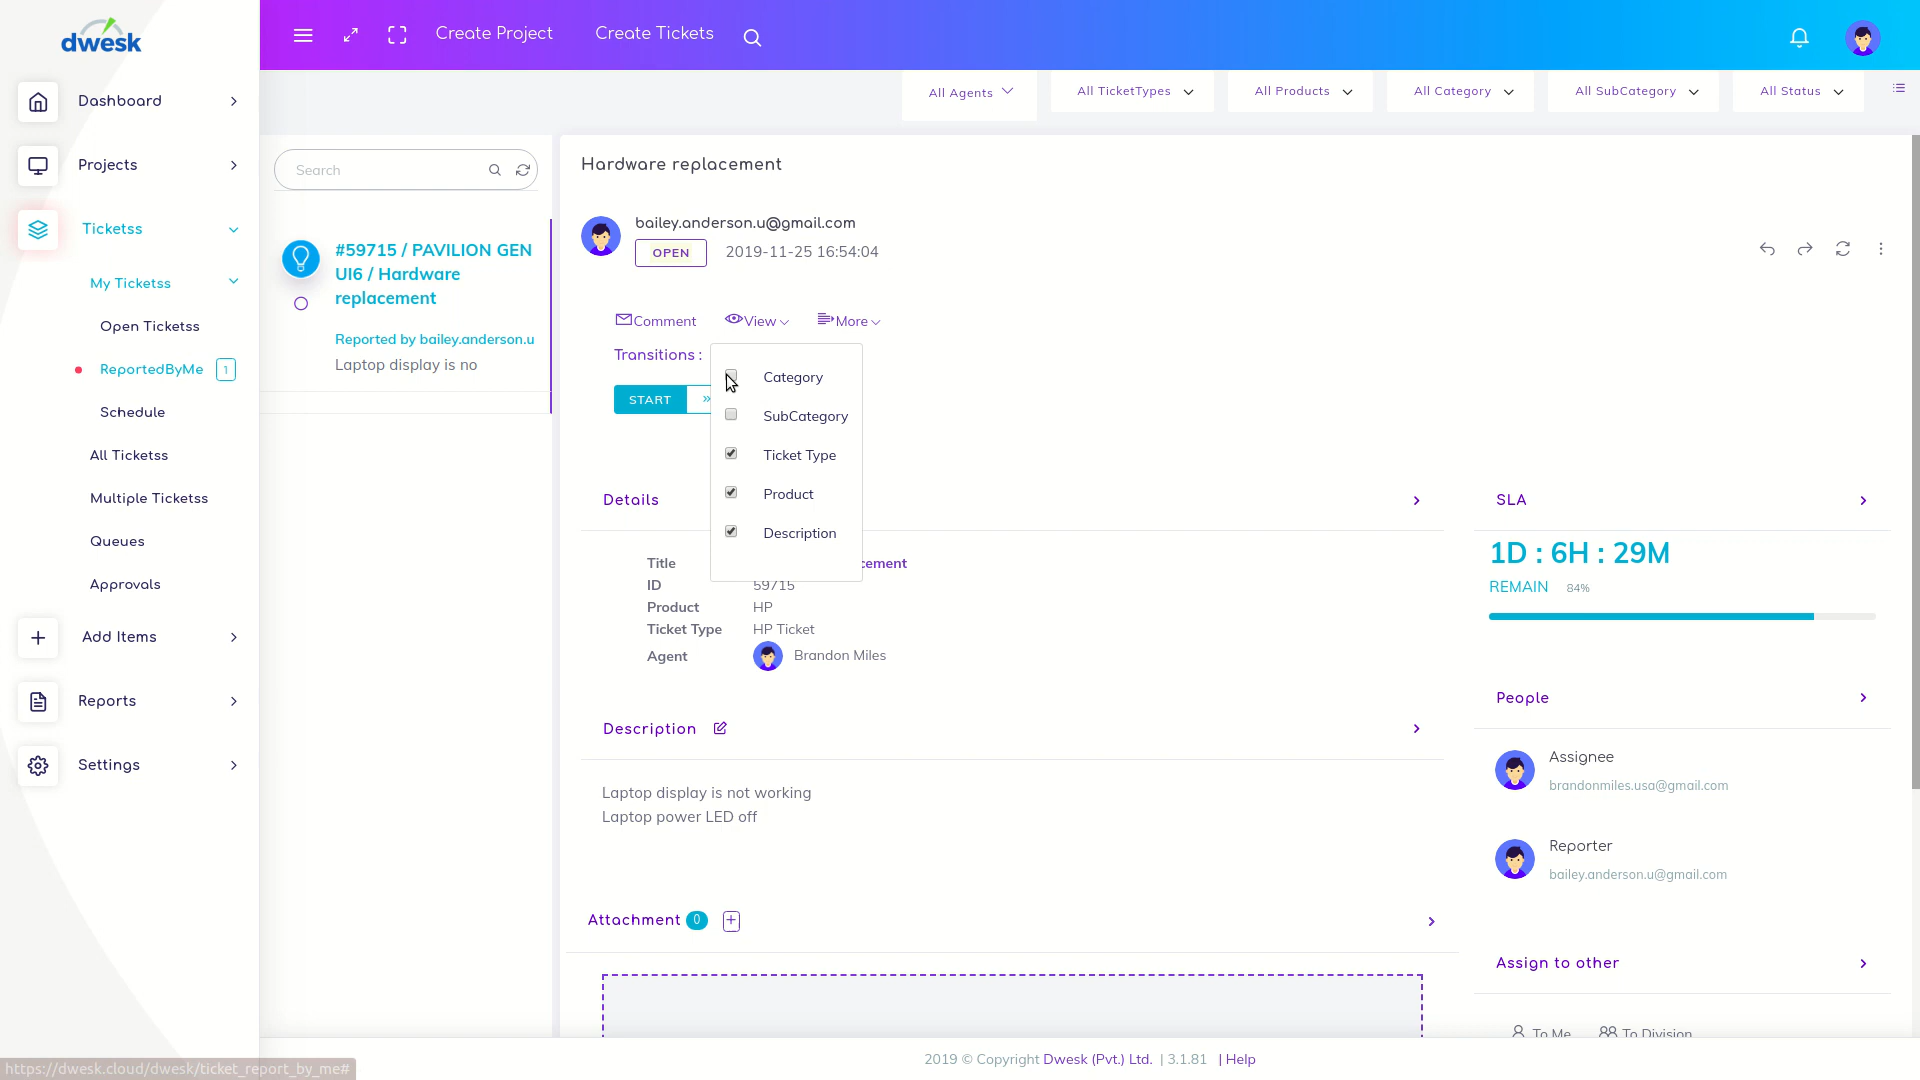 dwesk
Create Project
Create Tickets
Dashboard
Projects
Ticketss
My Ticketss
Open Ticketss
ReportedByMe 1
Schedule
All Ticketss
Multiple Ticketss
Queues
Approvals
Add Items
Reports
Settings
All Agents
All TicketTypes
All Products
All Category
All SubCategory
All Status
Search
#59715 / PAVILION GEN
UI6 / Hardware
replacement
Reported by bailey.anderson.u
Laptop display is no
Hardware replacement
bailey.anderson.u@gmail.com
OPEN 2019-11-25 16:54:04
Comment View More
Transitions :
START »
Category
SubCategory
Ticket Type
Product
Description
Details
Title cement
ID 59715
Product HP
Ticket Type HP Ticket
Agent Brandon Miles
Description
Laptop display is not working
Laptop power LED off
Attachment 0
SLA
1D : 6H : 29M
REMAIN 84%
People
Assignee
brandonmiles.usa@gmail.com
Reporter
bailey.anderson.u@gmail.com
Assign to other
To Me To Division
2019 © Copyright Dwesk (Pvt.) Ltd. | 3.1.81 | Help
https://dwesk.cloud/dwesk/ticket_report_by_me#